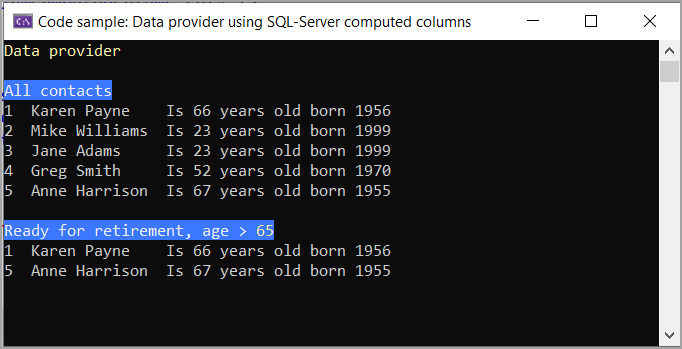 C:\ Code sample: Data provider using SQL-Server computed columns
Data provider
All contacts
1 Karen Payne Is 66 years old born 1956
2 Mike Williams Is 23 years old born 1999
3 Jane Adams Is 23 years old born 1999
4 Greg Smith Is 52 years old born 1970
5 Anne Harrison Is 67 years old born 1955
Ready for retirement, age > 65
1 Karen Payne Is 66 years old born 1956
5 Anne Harrison Is 67 years old born 1955